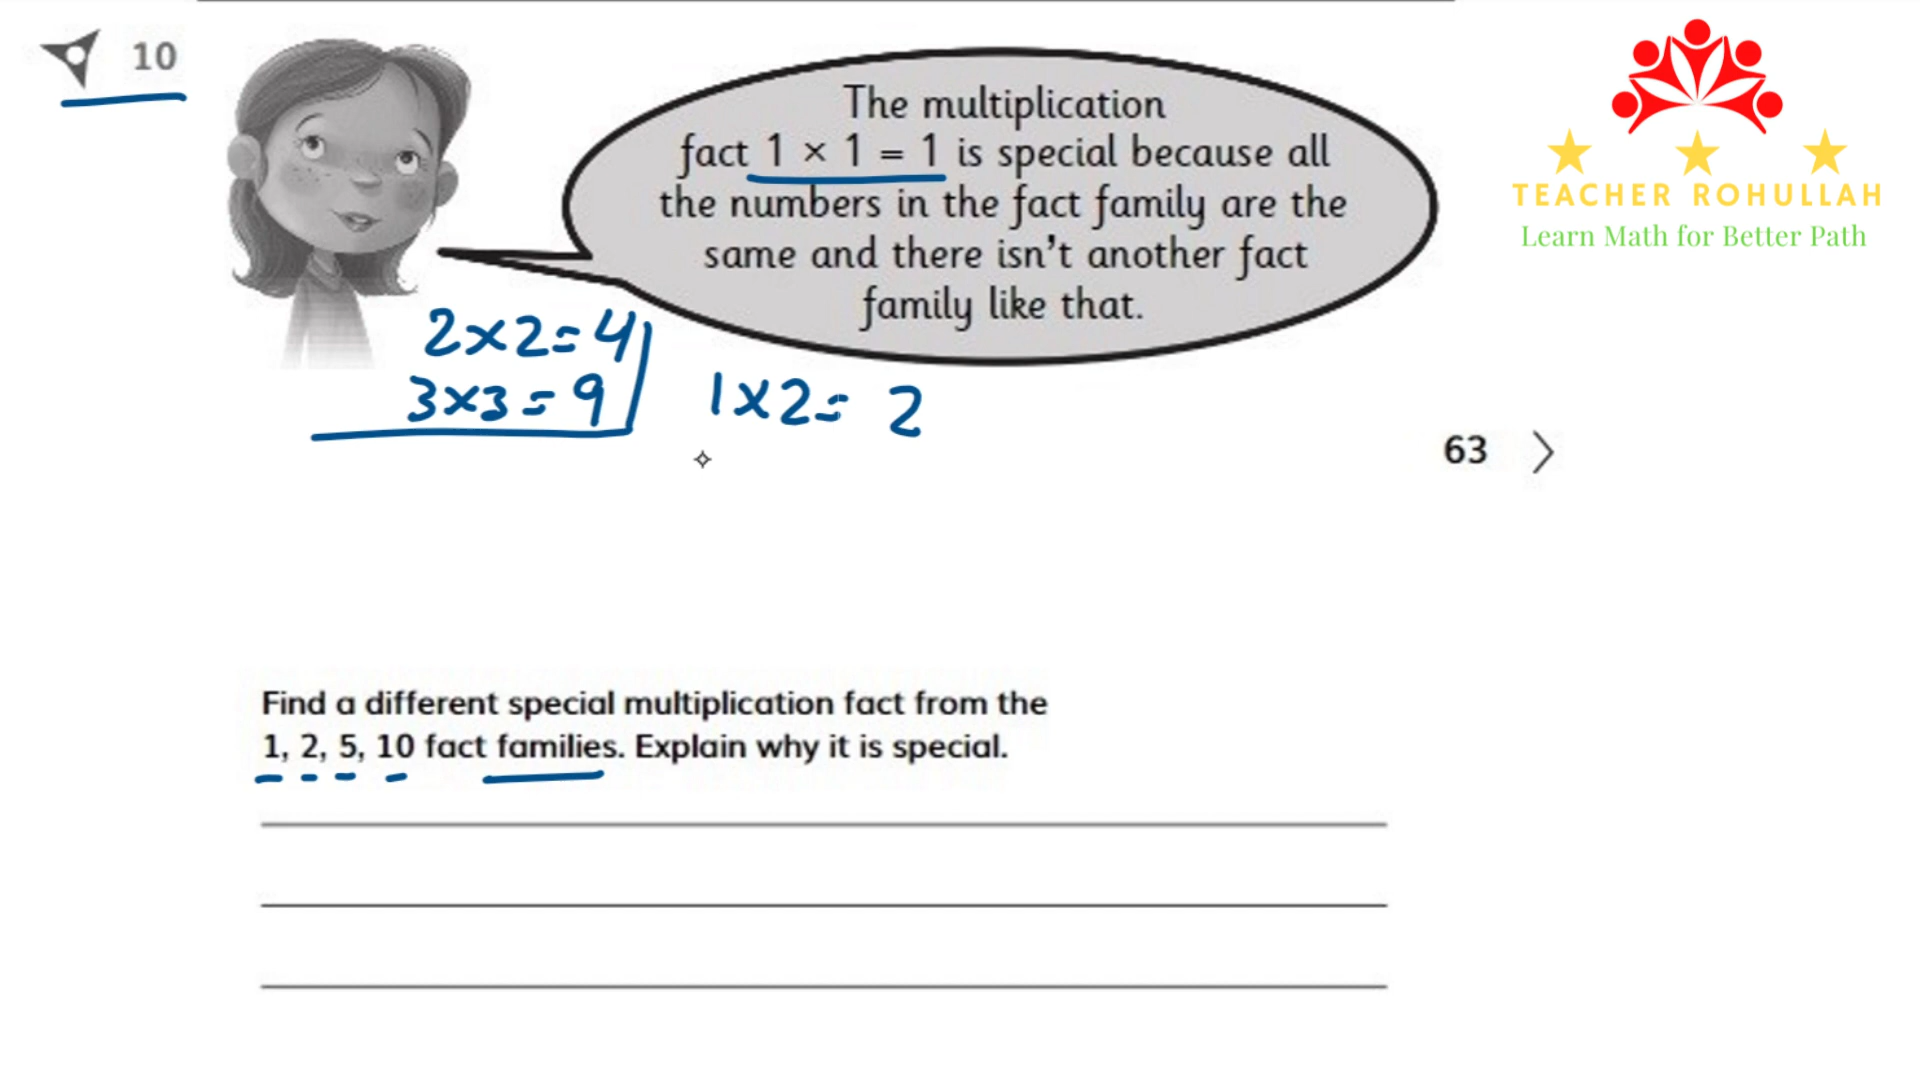 10
The multiplication
fact 1 × 1 = 1 is special because all
the numbers in the fact family are the
same and there isn't another fact
family like that.
TEACHER ROHULLAH
Learn Math for Better Path
2×2=4
3×3=9
1×2= 2
63
Find a different special multiplication fact from the
1, 2, 5, 10 fact families. Explain why it is special.